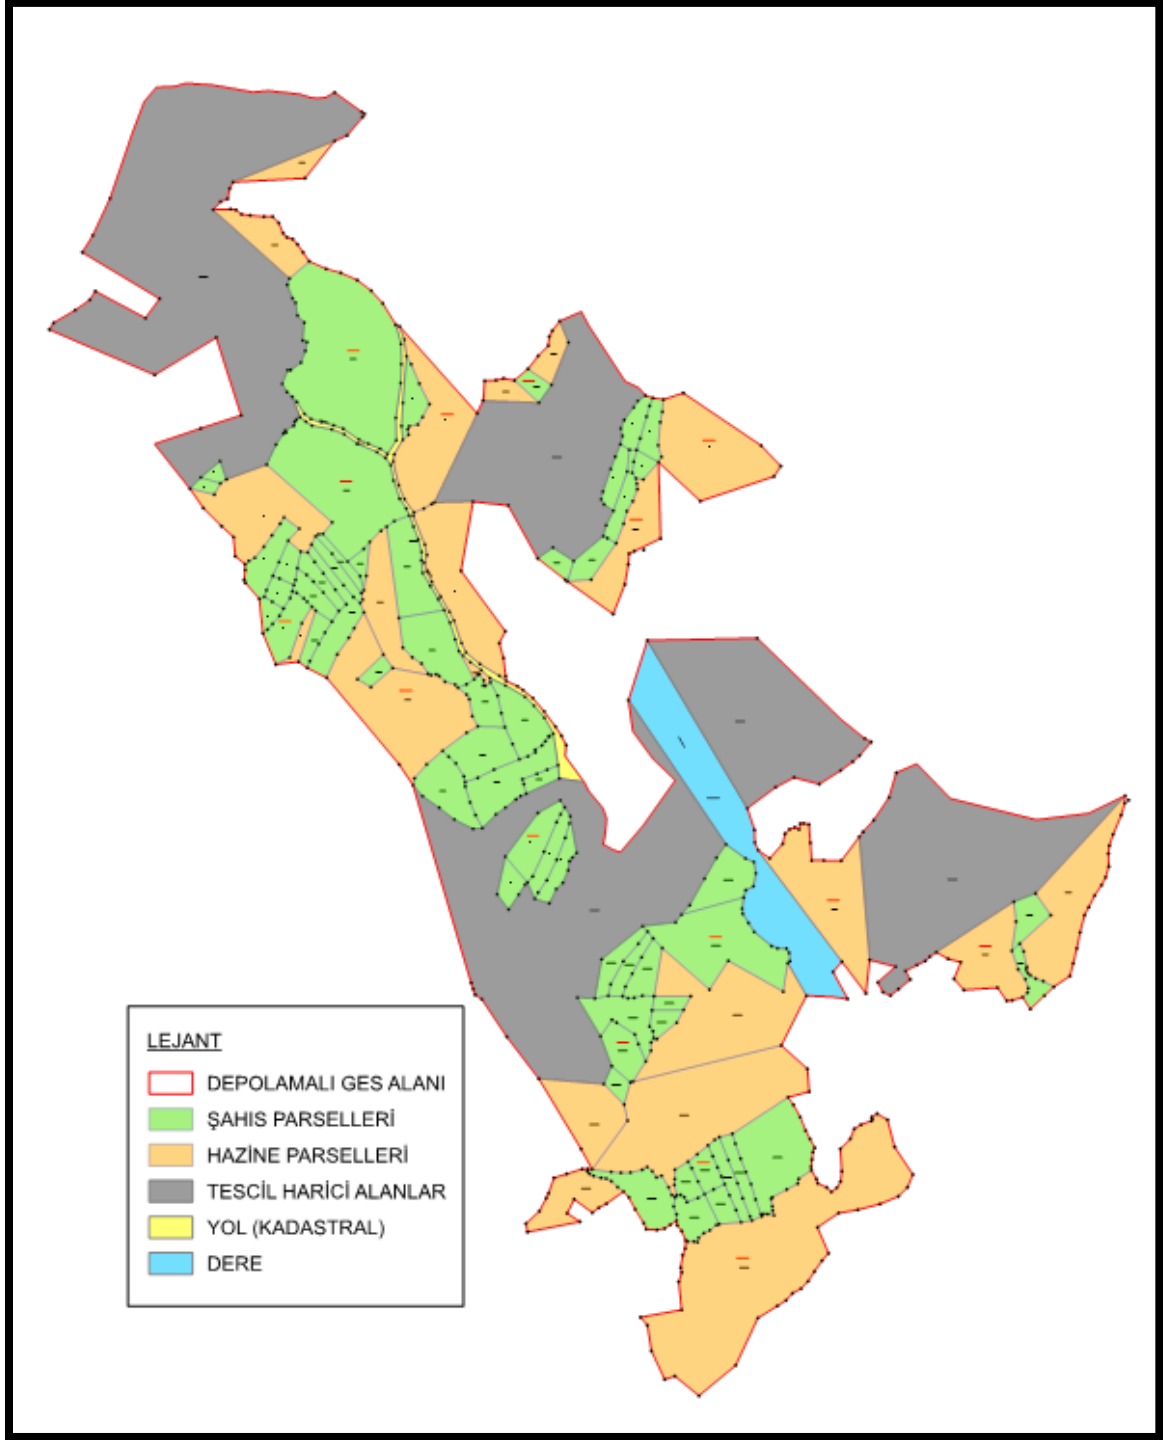 LEJANT
DEPOLAMALI GES ALANI
ŞAHIS PARSELLERİ
HAZİNE PARSELLERİ
TESCİL HARİCİ ALANLAR
YOL (KADASTRAL)
DERE